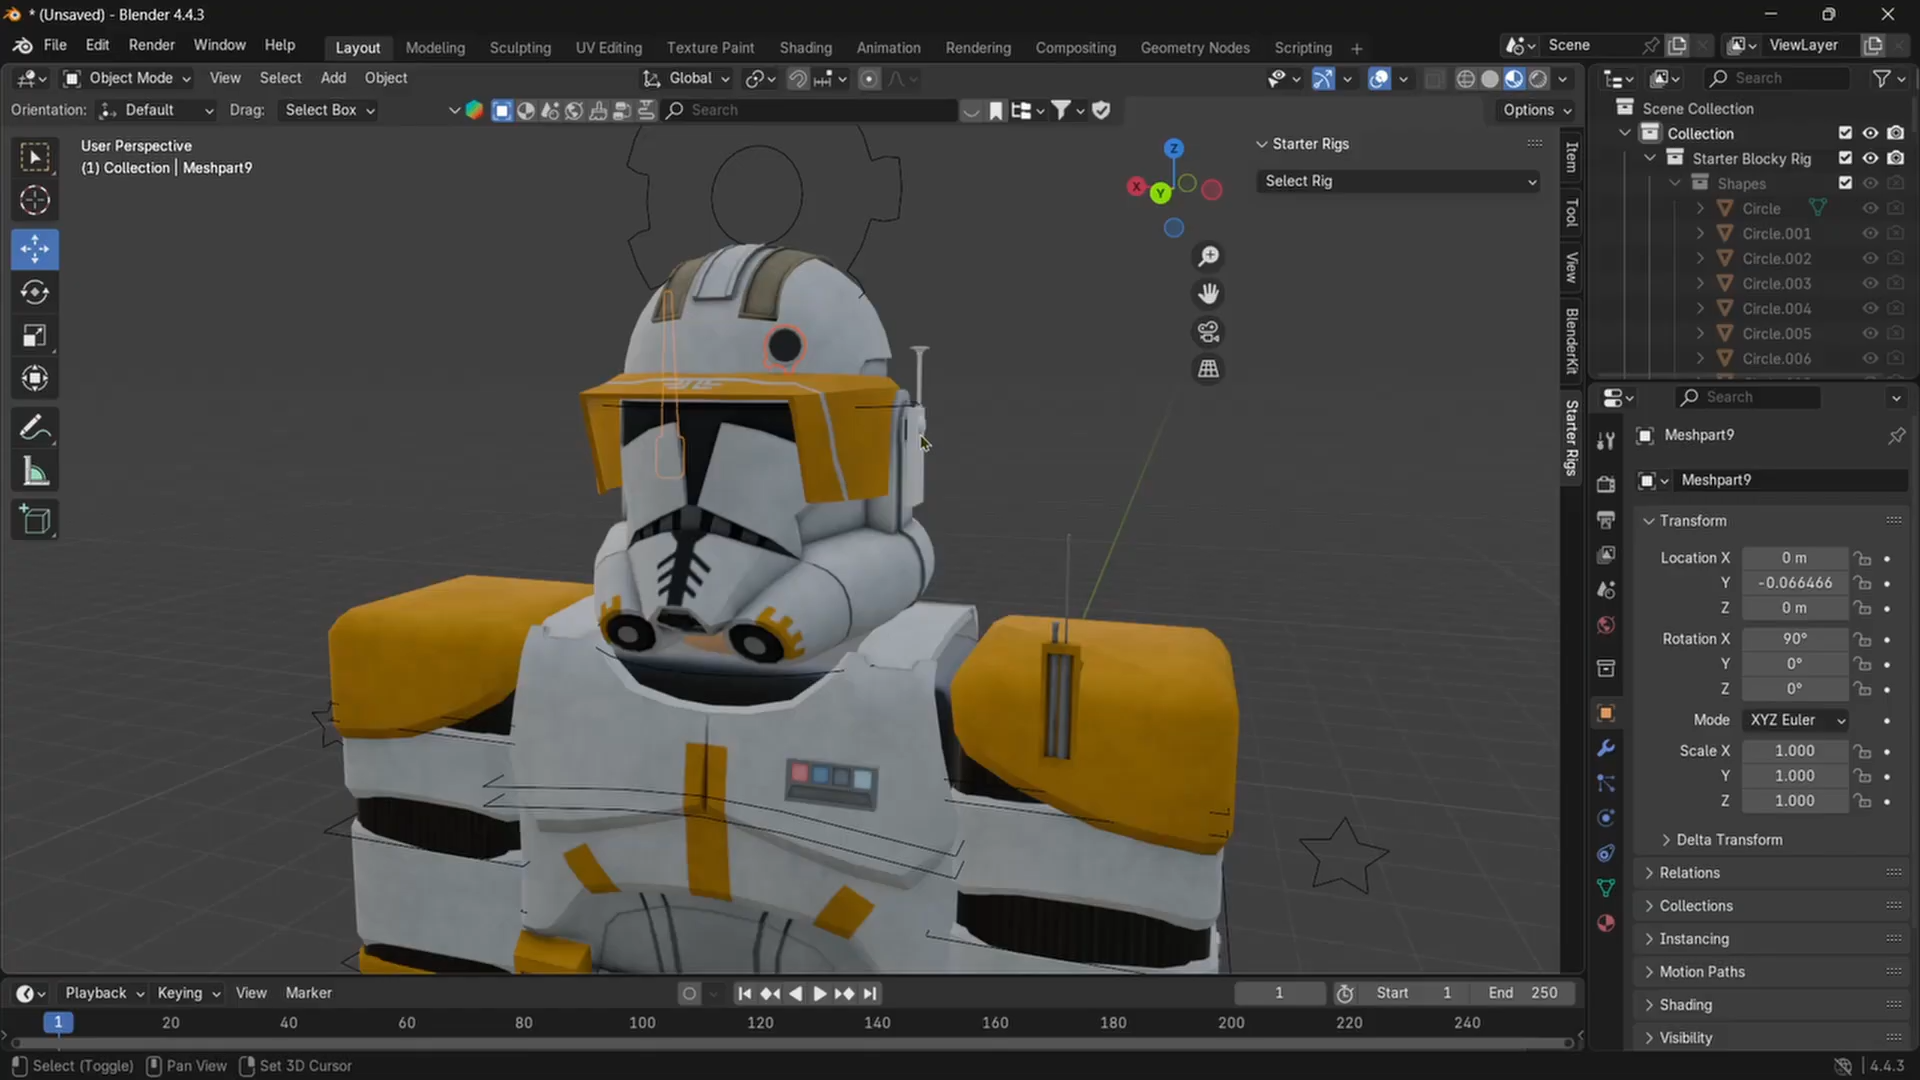 * (Unsaved) - Blender 4.4.3
File Edit Render Window Help Layout Modeling Sculpting UV Editing Texture Paint Shading Animation Rendering Compositing Geometry Nodes Scripting + Scene ViewLayer
Object Mode View Select Add Object Global Search
Orientation: Default Drag: Select Box Search Options
Scene Collection
Collection
Starter Blocky Rig
Shapes
Circle
Circle.001
Circle.002
Circle.003
Circle.004
Circle.005
Circle.006
User Perspective
(1) Collection | Meshpart9
Z
X
Y
Starter Rigs
Select Rig
Item
Tool
View
BlenderKit
Starter Rigs
Search
Meshpart9
Meshpart9
Transform
Location X 0 m
Y -0.066466
Z 0 m
Rotation X 90°
Y 0°
Z 0°
Mode XYZ Euler
Scale X 1.000
Y 1.000
Z 1.000
Delta Transform
Relations
Collections
Instancing
Motion Paths
Shading
Visibility
Playback Keying View Marker 1 Start 1 End 250
1 20 40 60 80 100 120 140 160 180 200 220 240
Select (Toggle) Pan View Set 3D Cursor 4.4.3